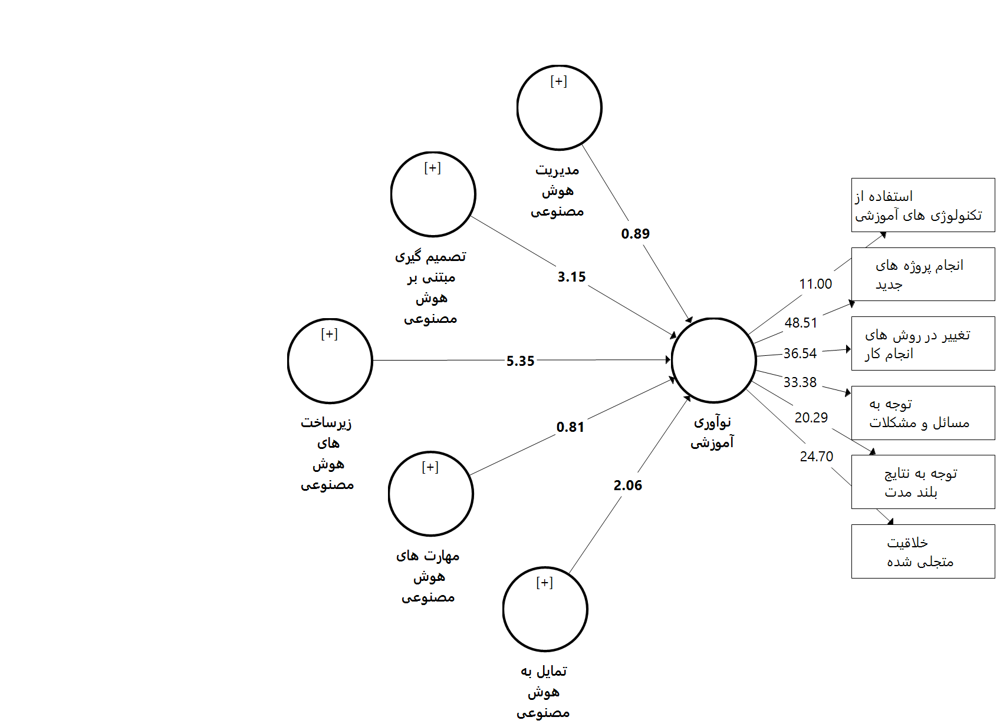 [+]
مدیریت
هوش
مصنوعی
[+]
تصمیم گیری
مبتنی بر
هوش
مصنوعی
[+]
زیرساخت
های
هوش
مصنوعی
[+]
مهارت های
هوش
مصنوعی
[+]
تمایل به
هوش
مصنوعی
0.89
3.15
5.35
0.81
2.06
نوآوری
آموزشی
11.00
48.51
36.54
33.38
20.29
24.70
استفاده از
تکنولوژی های آموزشی
انجام پروژه های
جدید
تغییر در روش های
انجام کار
توجه به
مسائل و مشکلات
توجه به نتایج
بلند مدت
خلاقیت
متجلی شده